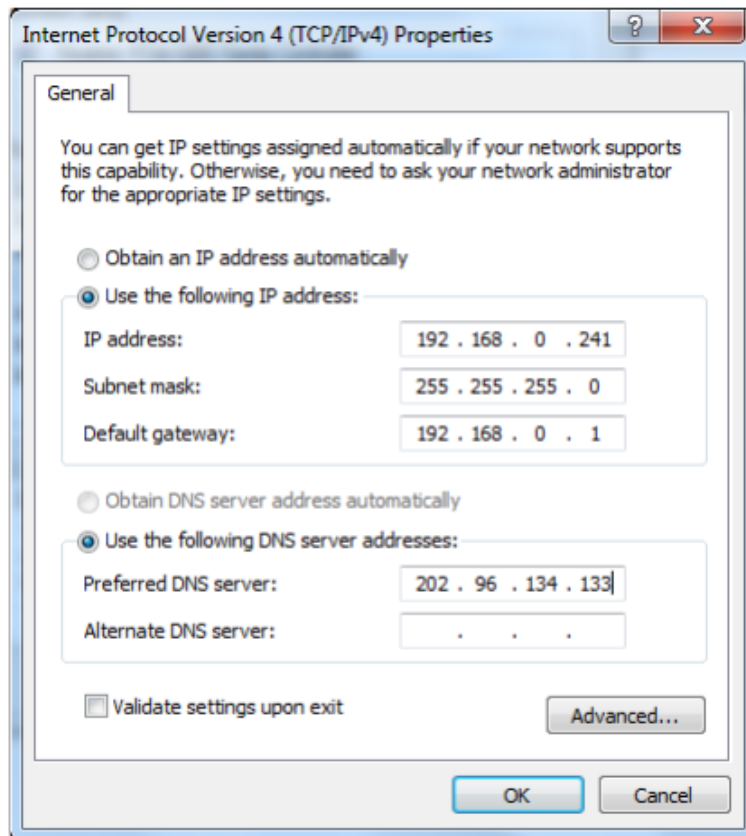 Internet Protocol Version 4 (TCP/IPv4) Properties
?
General
You can get IP settings assigned automatically if your network supports
this capability. Otherwise, you need to ask your network administrator
for the appropriate IP settings.
Obtain an IP address automatically
Use the following IP address:
IP address: 192 . 168 . 0 . 241
Subnet mask: 255 . 255 . 255 . 0
Default gateway: 192 . 168 . 0 . 1
Obtain DNS server address automatically
Use the following DNS server addresses:
Preferred DNS server: 202 . 96 . 134 . 133
Alternate DNS server: . . .
Validate settings upon exit
Advanced...
OK Cancel